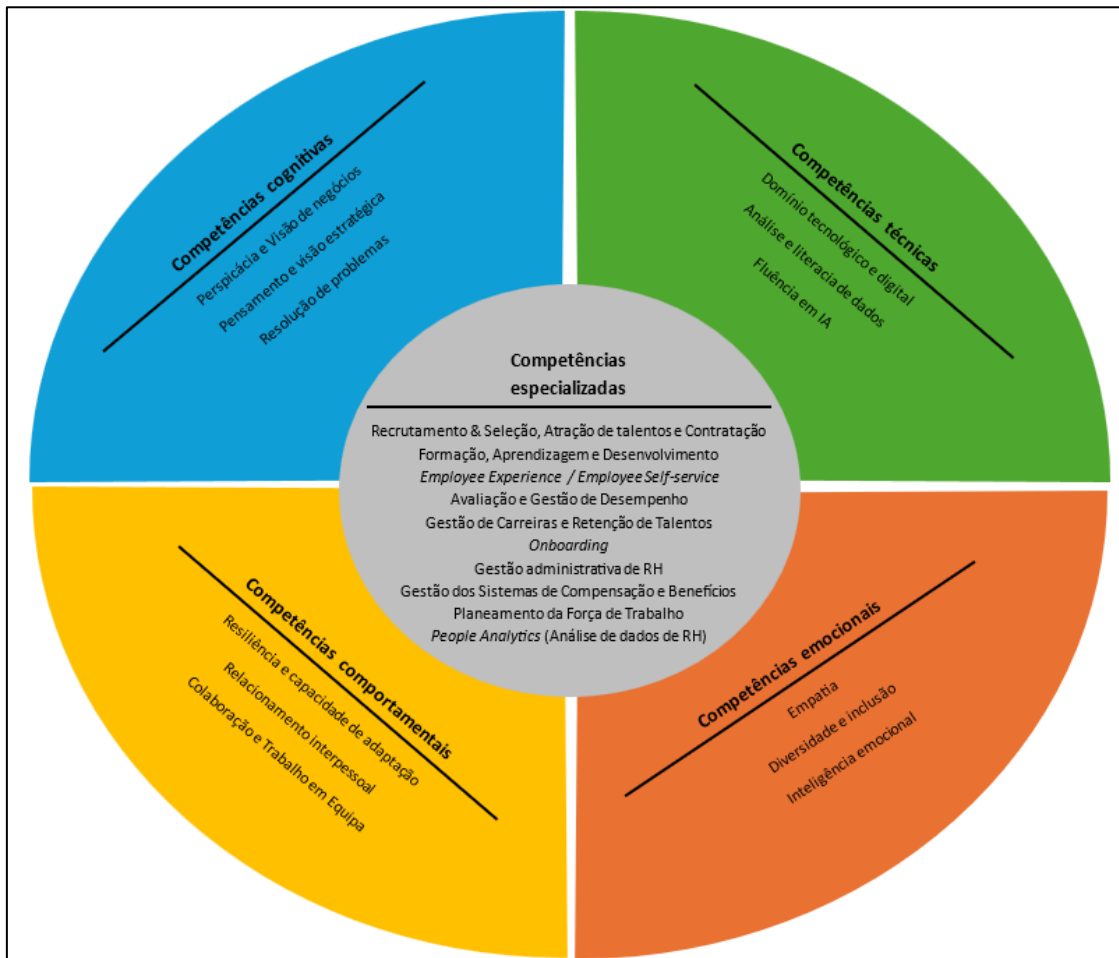 Competências cognitivas
Perspicácia e Visão de negócios
Pensamento e visão estratégica
Resolução de problemas
Competências técnicas
Domínio tecnológico e digital
Análise e literacia de dados
Fluência em IA
Competências
especializadas
Recrutamento & Seleção, Atração de talentos e Contratação
Formação, Aprendizagem e Desenvolvimento
Employee Experience / Employee Self-service
Avaliação e Gestão de Desempenho
Gestão de Carreiras e Retenção de Talentos
Onboarding
Gestão administrativa de RH
Gestão dos Sistemas de Compensação e Benefícios
Planeamento da Força de Trabalho
People Analytics (Análise de dados de RH)
Competências comportamentais
Resiliência e capacidade de adaptação
Relacionamento interpessoal
Colaboração e Trabalho em Equipa
Competências emocionais
Empatia
Diversidade e inclusão
Inteligência emocional